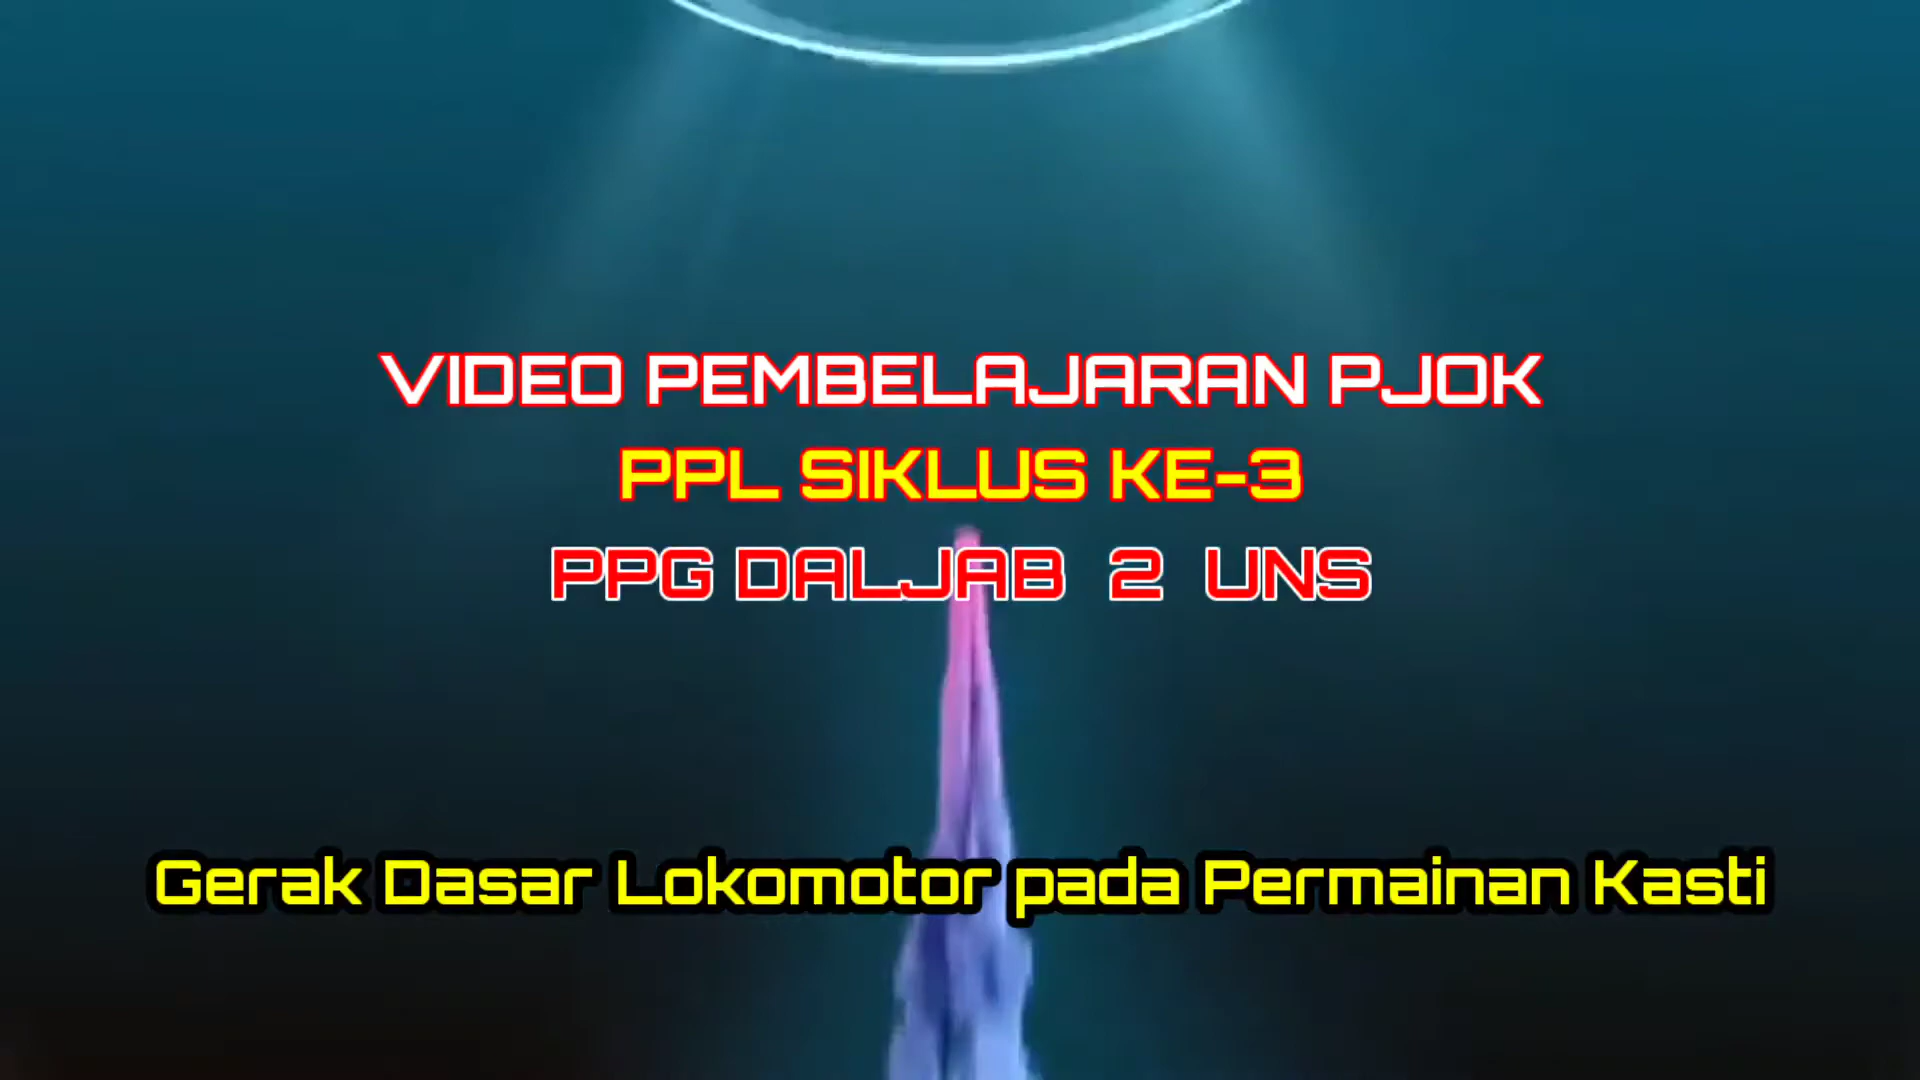 VIDEO PEMBELAJARAN PJOK
PPL SIKLUS KE-3
PPG DALJAB 2 UNS
Gerak Dasar Lokomotor pada Permainan Kasti